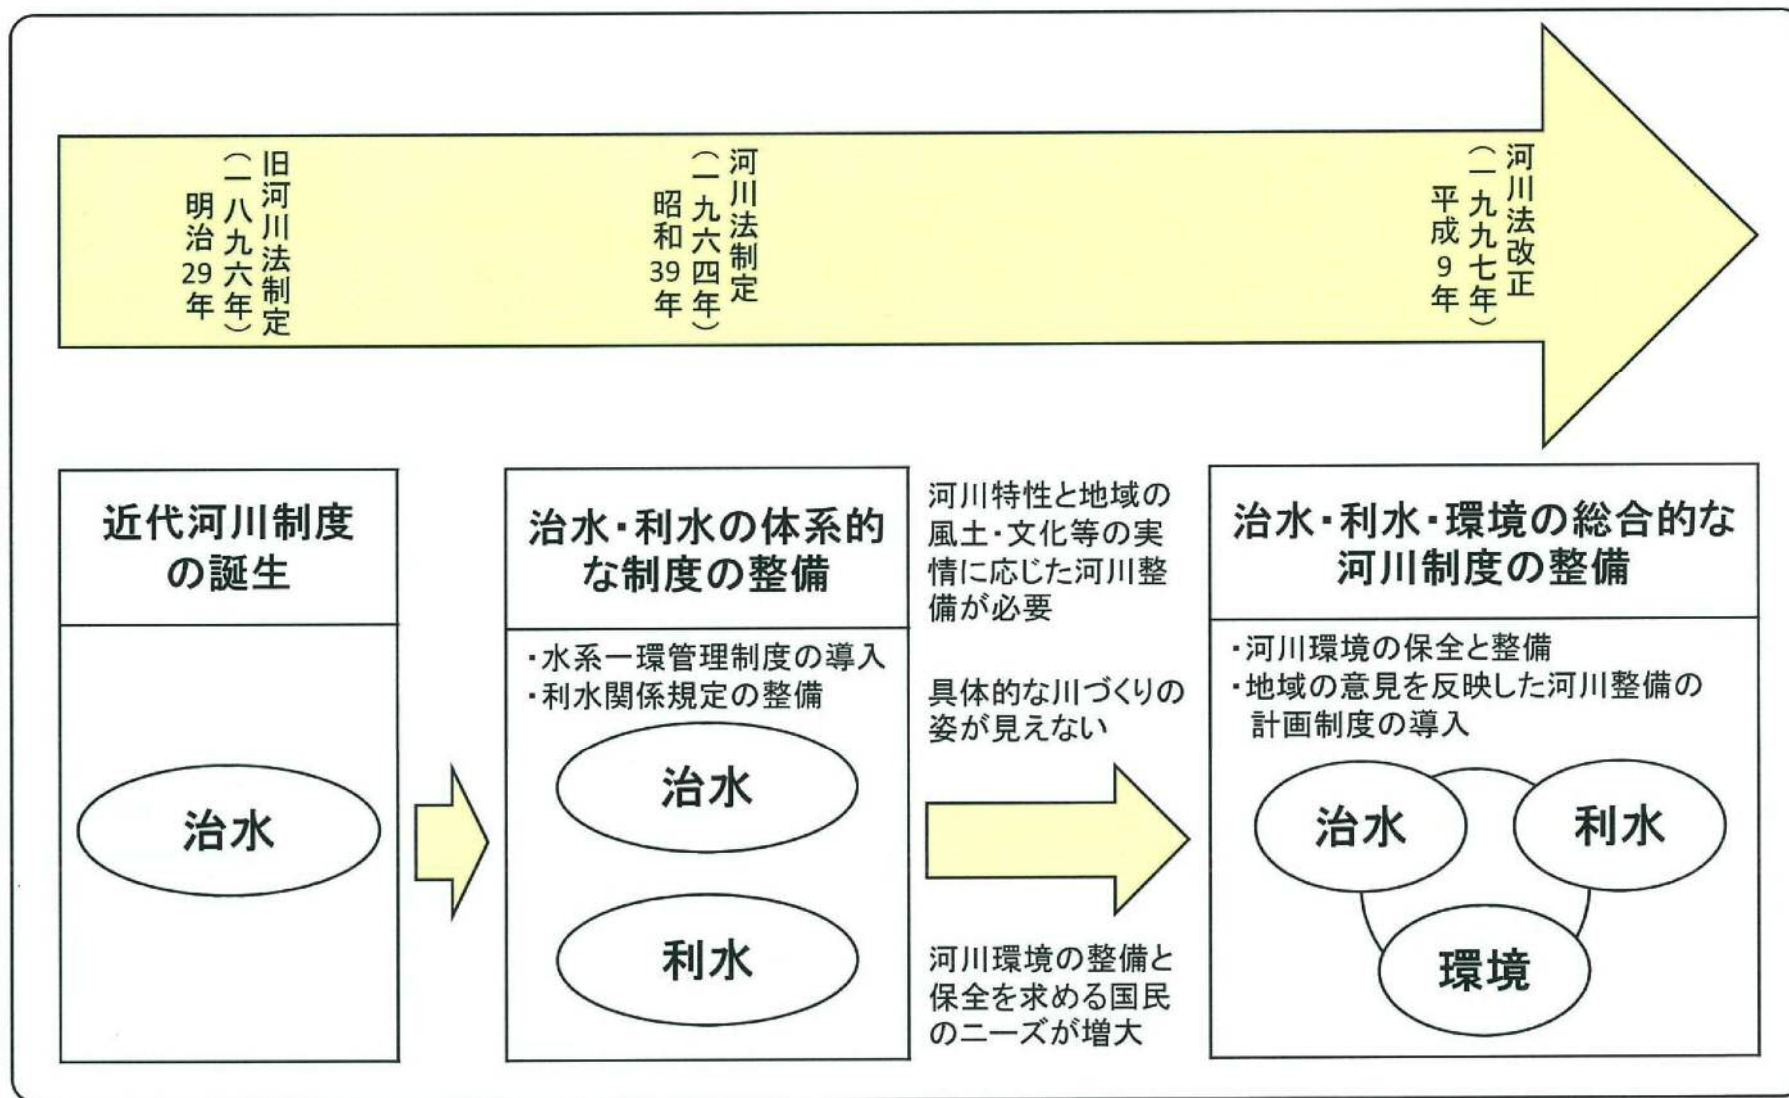 旧河川法制定
（一八九六年）
明治29年
河川法制定
（一九六四年）
昭和39年
河川法改正
（一九九七年）
平成9年
近代河川制度
の誕生
治水
治水・利水の体系的
な制度の整備
・水系一環管理制度の導入
・利水関係規定の整備
治水
利水
河川特性と地域の
風土・文化等の実
情に応じた河川整
備が必要
具体的な川づくりの
姿が見えない
河川環境の整備と
保全を求める国民
のニーズが増大
治水・利水・環境の総合的な
河川制度の整備
・河川環境の保全と整備
・地域の意見を反映した河川整備の
計画制度の導入
治水
利水
環境